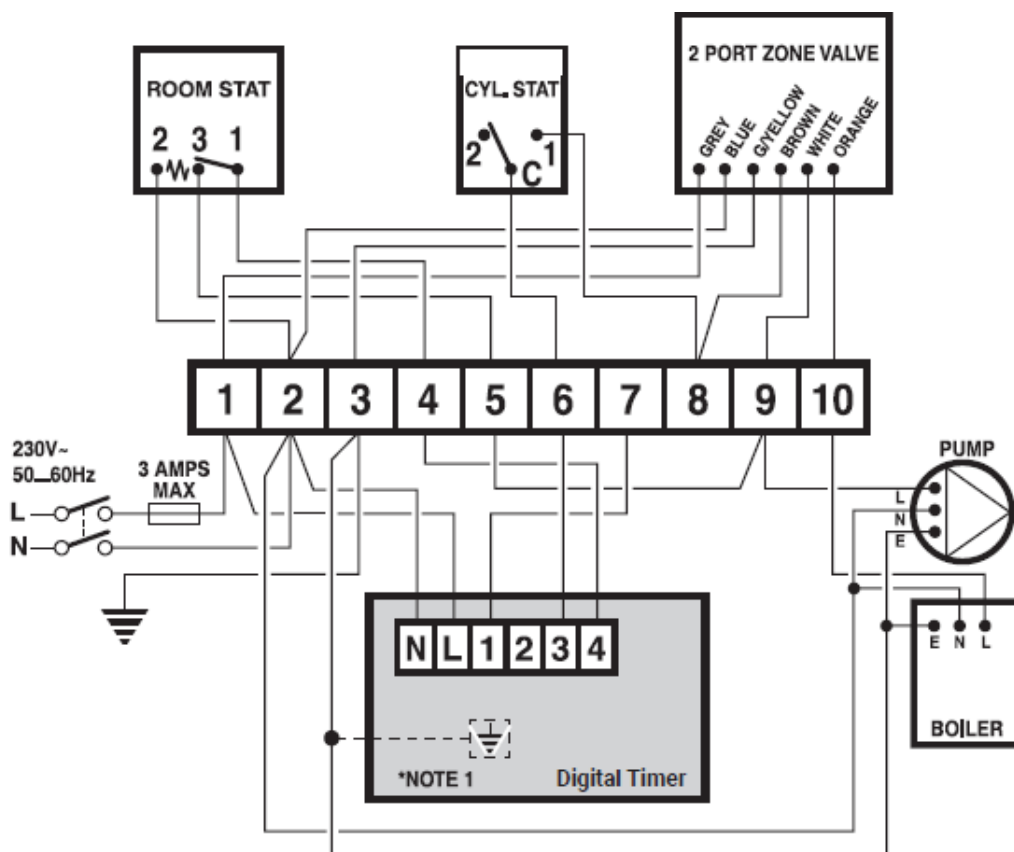 ROOM STAT
2 3 1
CYL. STAT
2 1
C
2 PORT ZONE VALVE
GREY
BLUE
G/YELLOW
BROWN
WHITE
ORANGE
1 2 3 4 5 6 7 8 9 10
230V~
50...60Hz
3 AMPS
MAX
L
N
PUMP
L
N
E
N L 1 2 3 4
E N L
BOILER
*NOTE 1
Digital Timer